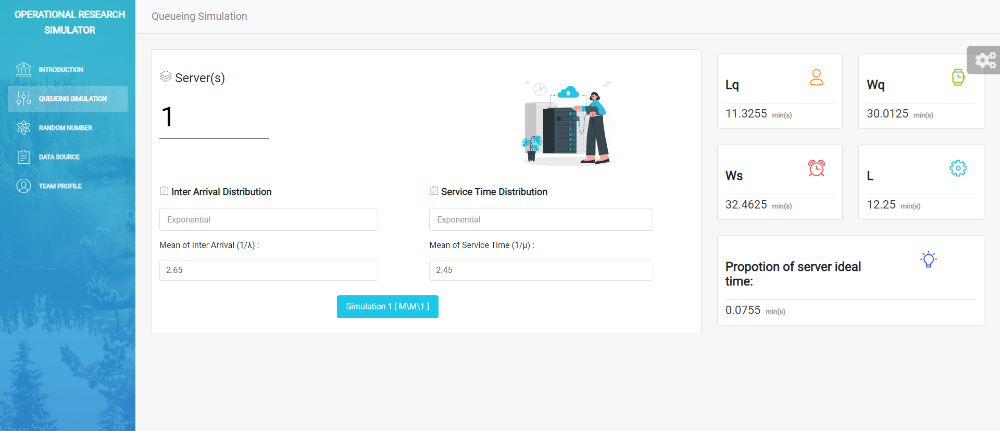 OPERATIONAL RESEARCH
SIMULATOR
INTRODUCTION
QUEUEING SIMULATION
RANDOM NUMBER
DATA SOURCE
TEAM PROFILE
Queueing Simulation
Server(s)
1
Inter Arrival Distribution
Exponential
Mean of Inter Arrival (1/λ) :
2.65
Service Time Distribution
Exponential
Mean of Service Time (1/μ) :
2.45
Simulation 1 [ M\M\1 ]
Lq
11.3255 min(s)
Wq
30.0125 min(s)
Ws
32.4625 min(s)
L
12.25 min(s)
Propotion of server ideal
time:
0.0755 min(s)